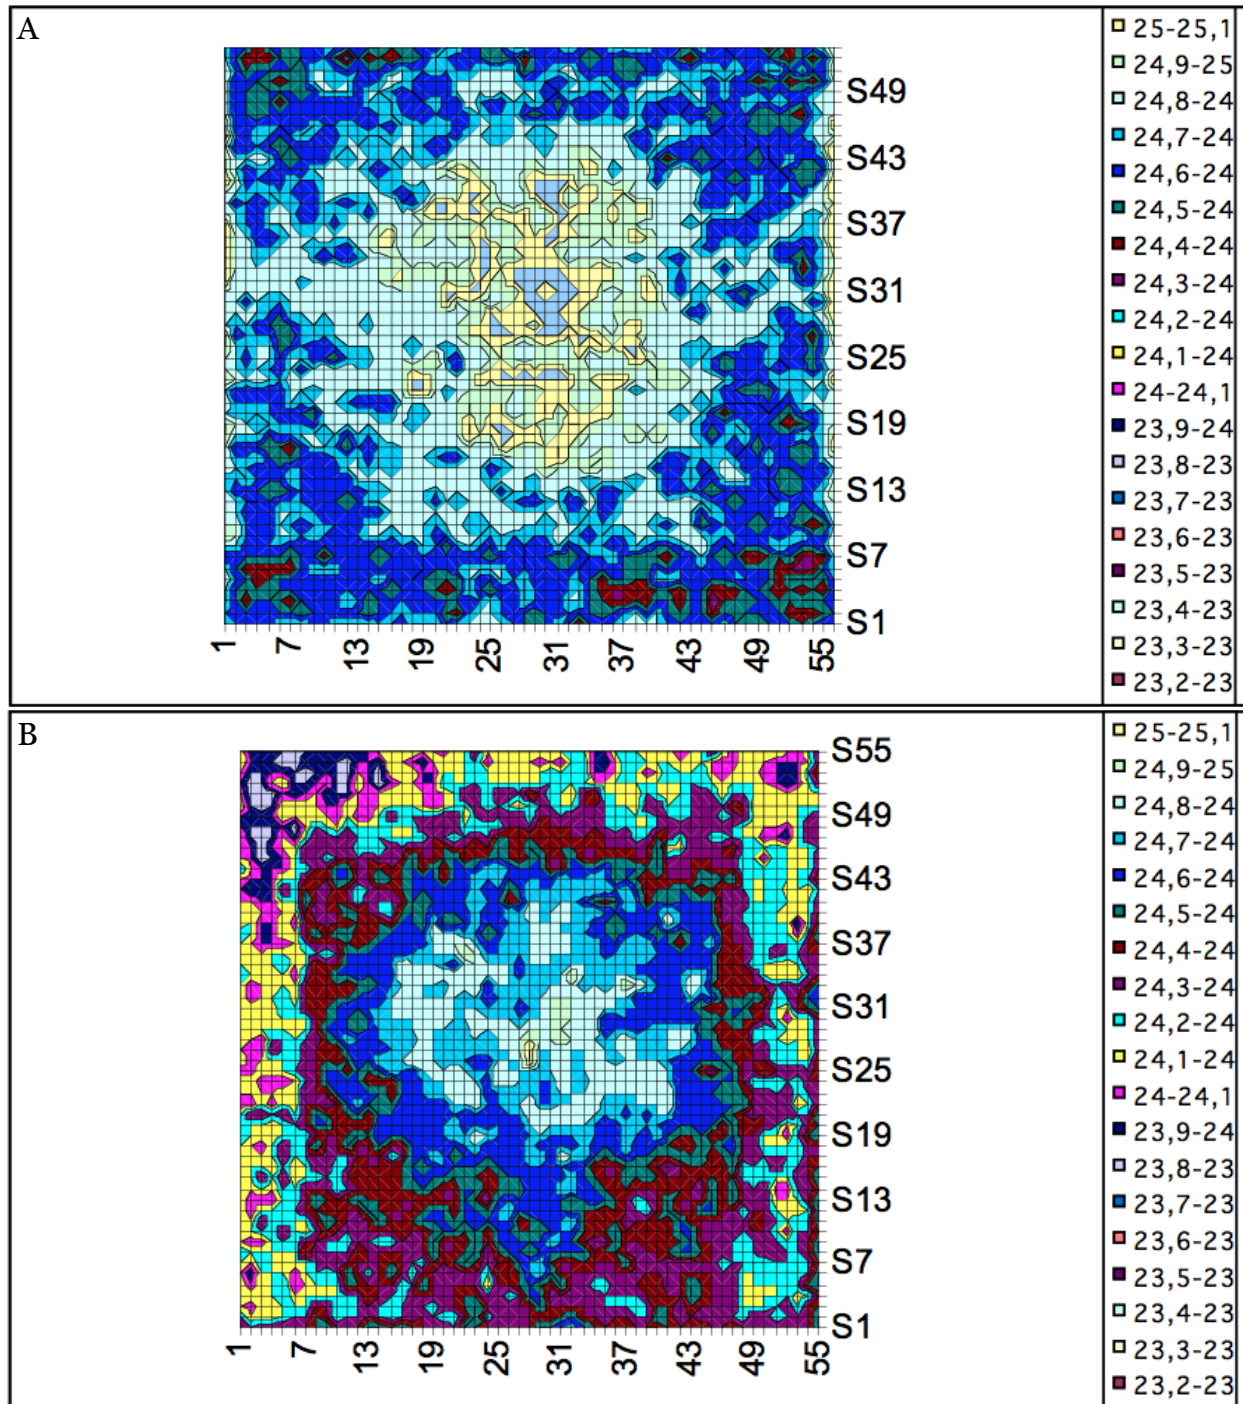 A
25-25,1
24,9-25
24,8-24
24,7-24
24,6-24
24,5-24
24,4-24
24,3-24
24,2-24
24,1-24
24-24,1
23,9-24
23,8-23
23,7-23
23,6-23
23,5-23
23,4-23
23,3-23
23,2-23
S49
S43
S37
S31
S25
S19
S13
S7
S1
1 7 13 19 25 31 37 43 49 55
B
25-25,1
24,9-25
24,8-24
24,7-24
24,6-24
24,5-24
24,4-24
24,3-24
24,2-24
24,1-24
24-24,1
23,9-24
23,8-23
23,7-23
23,6-23
23,5-23
23,4-23
23,3-23
23,2-23
S55
S49
S43
S37
S31
S25
S19
S13
S7
S1
1 7 13 19 25 31 37 43 49 55